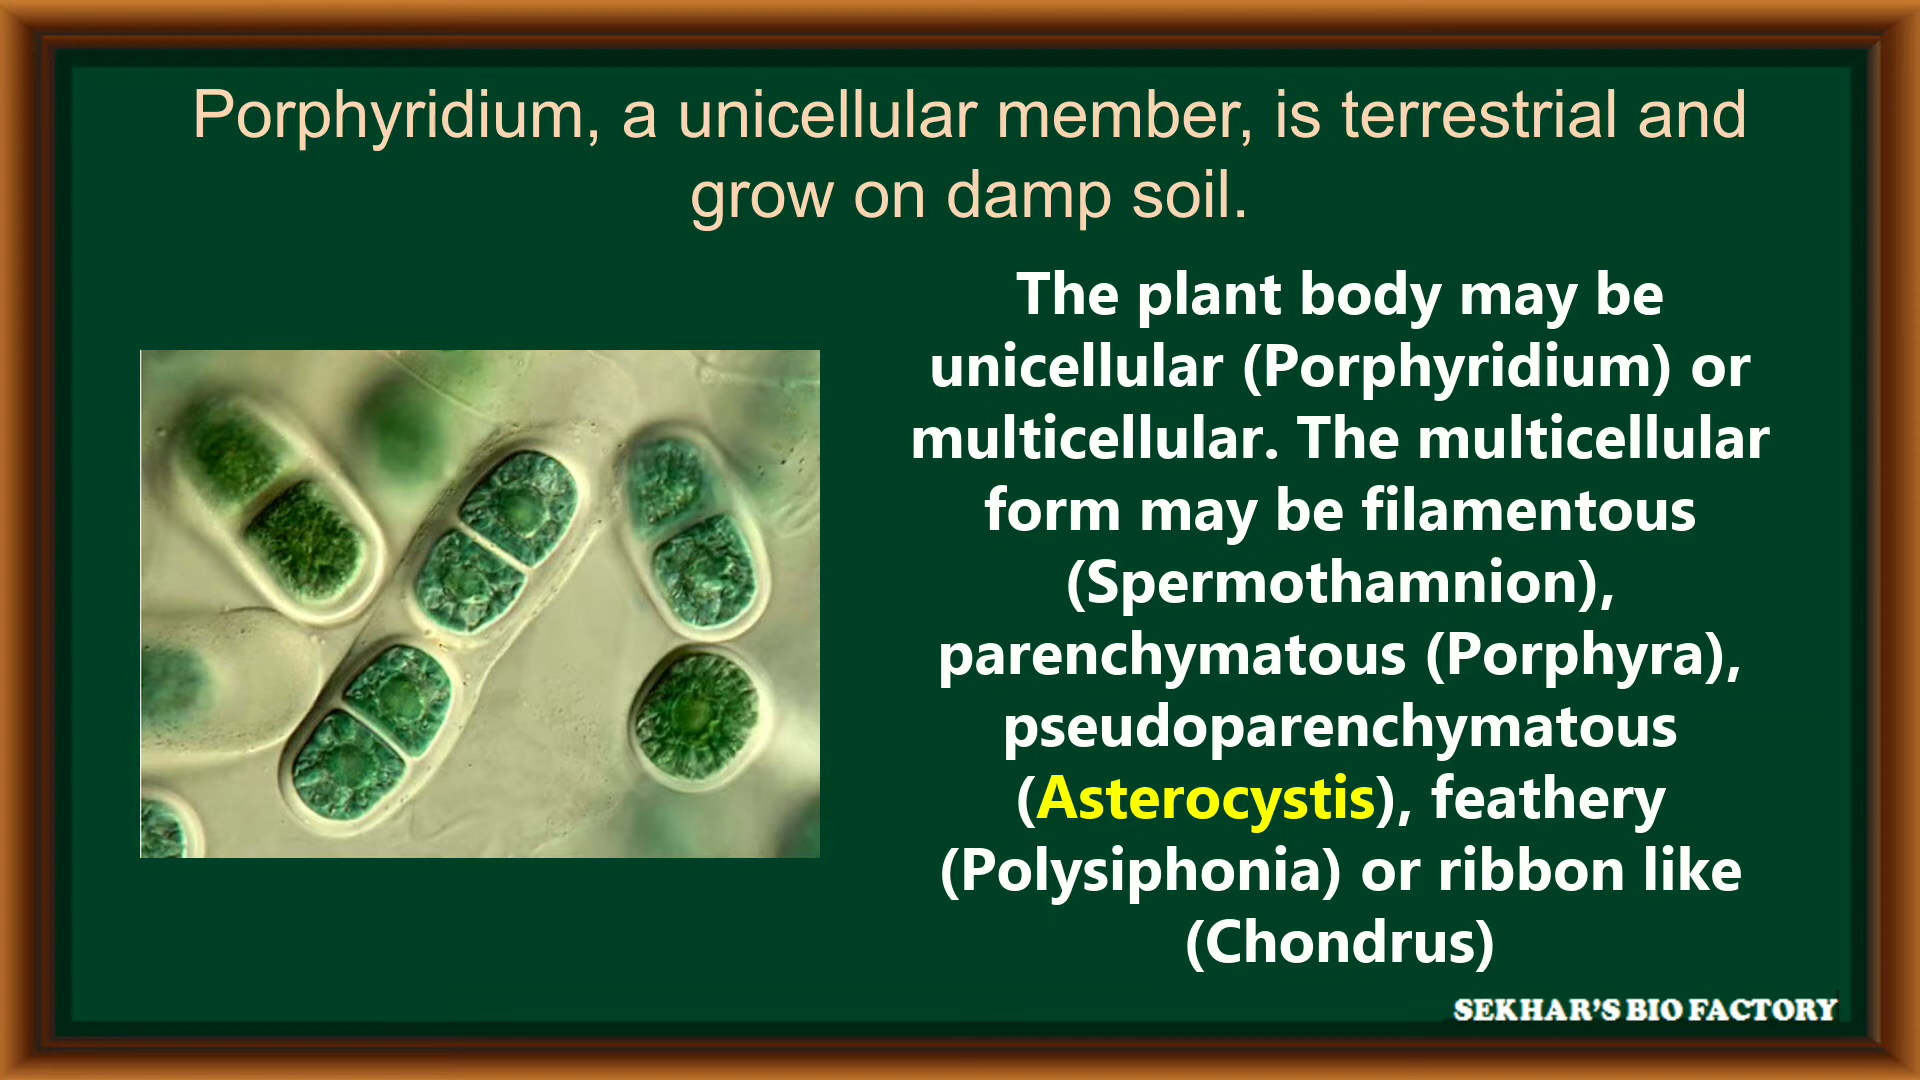 Porphyridium, a unicellular member, is terrestrial and
grow on damp soil.
The plant body may be
unicellular (Porphyridium) or
multicellular. The multicellular
form may be filamentous
(Spermothamnion),
parenchymatous (Porphyra),
pseudoparenchymatous
(Asterocystis), feathery
(Polysiphonia) or ribbon like
(Chondrus)
SEKHAR'S BIO FACTORY